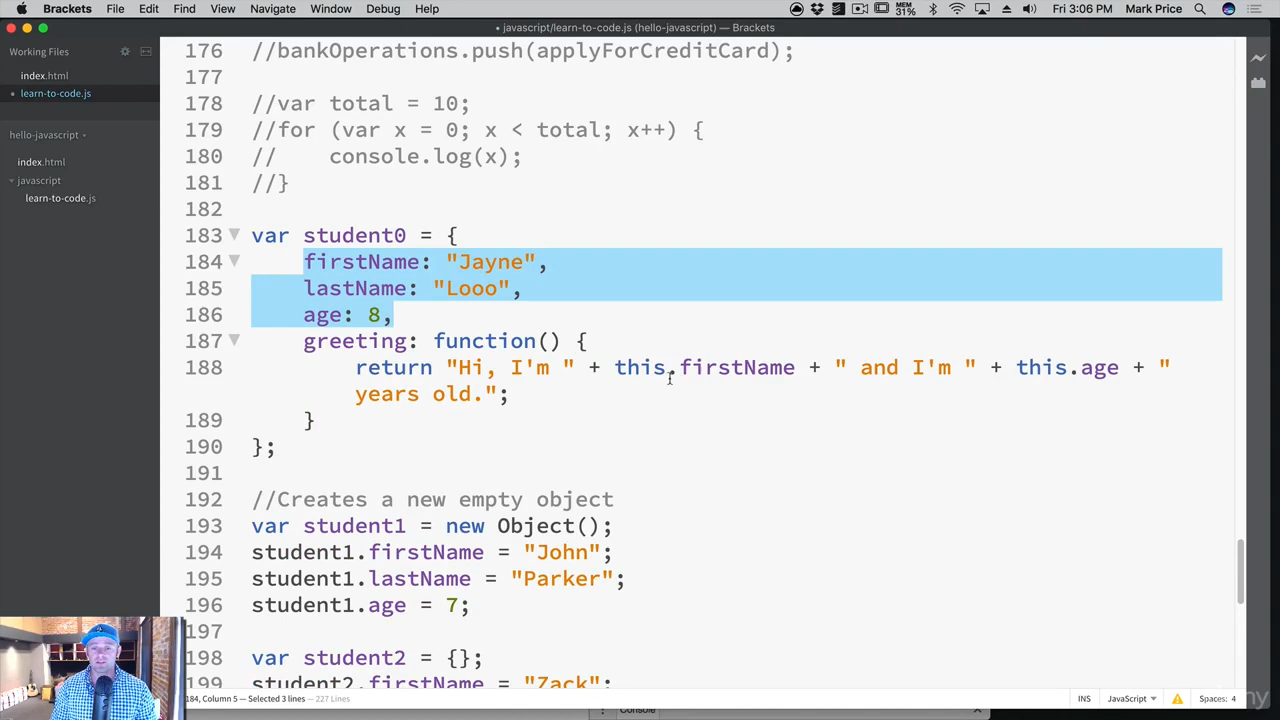 Brackets File Edit Find View Navigate Window Debug Help MEM 31% Fri 3:06 PM Mark Price
• javascript/learn-to-code.js (hello-javascript) — Brackets
Working Files
index.html
learn-to-code.js
hello-javascript
index.html
javascript
learn-to-code.js
176 //bankOperations.push(applyForCreditCard);
177
178 //var total = 10;
179 //for (var x = 0; x < total; x++) {
180 //    console.log(x);
181 //}
182
183 var student0 = {
184 firstName: "Jayne",
185 lastName: "Looo",
186 age: 8,
187 greeting: function() {
188 return "Hi, I'm " + this.firstName + " and I'm " + this.age + "
years old.";
189 }
190 };
191
192 //Creates a new empty object
193 var student1 = new Object();
194 student1.firstName = "John";
195 student1.lastName = "Parker";
196 student1.age = 7;
197
198 var student2 = {};
199 student2.firstName = "Zack";
184, Column 5 — Selected 3 lines — 227 Lines INS JavaScript Spaces: 4
Console